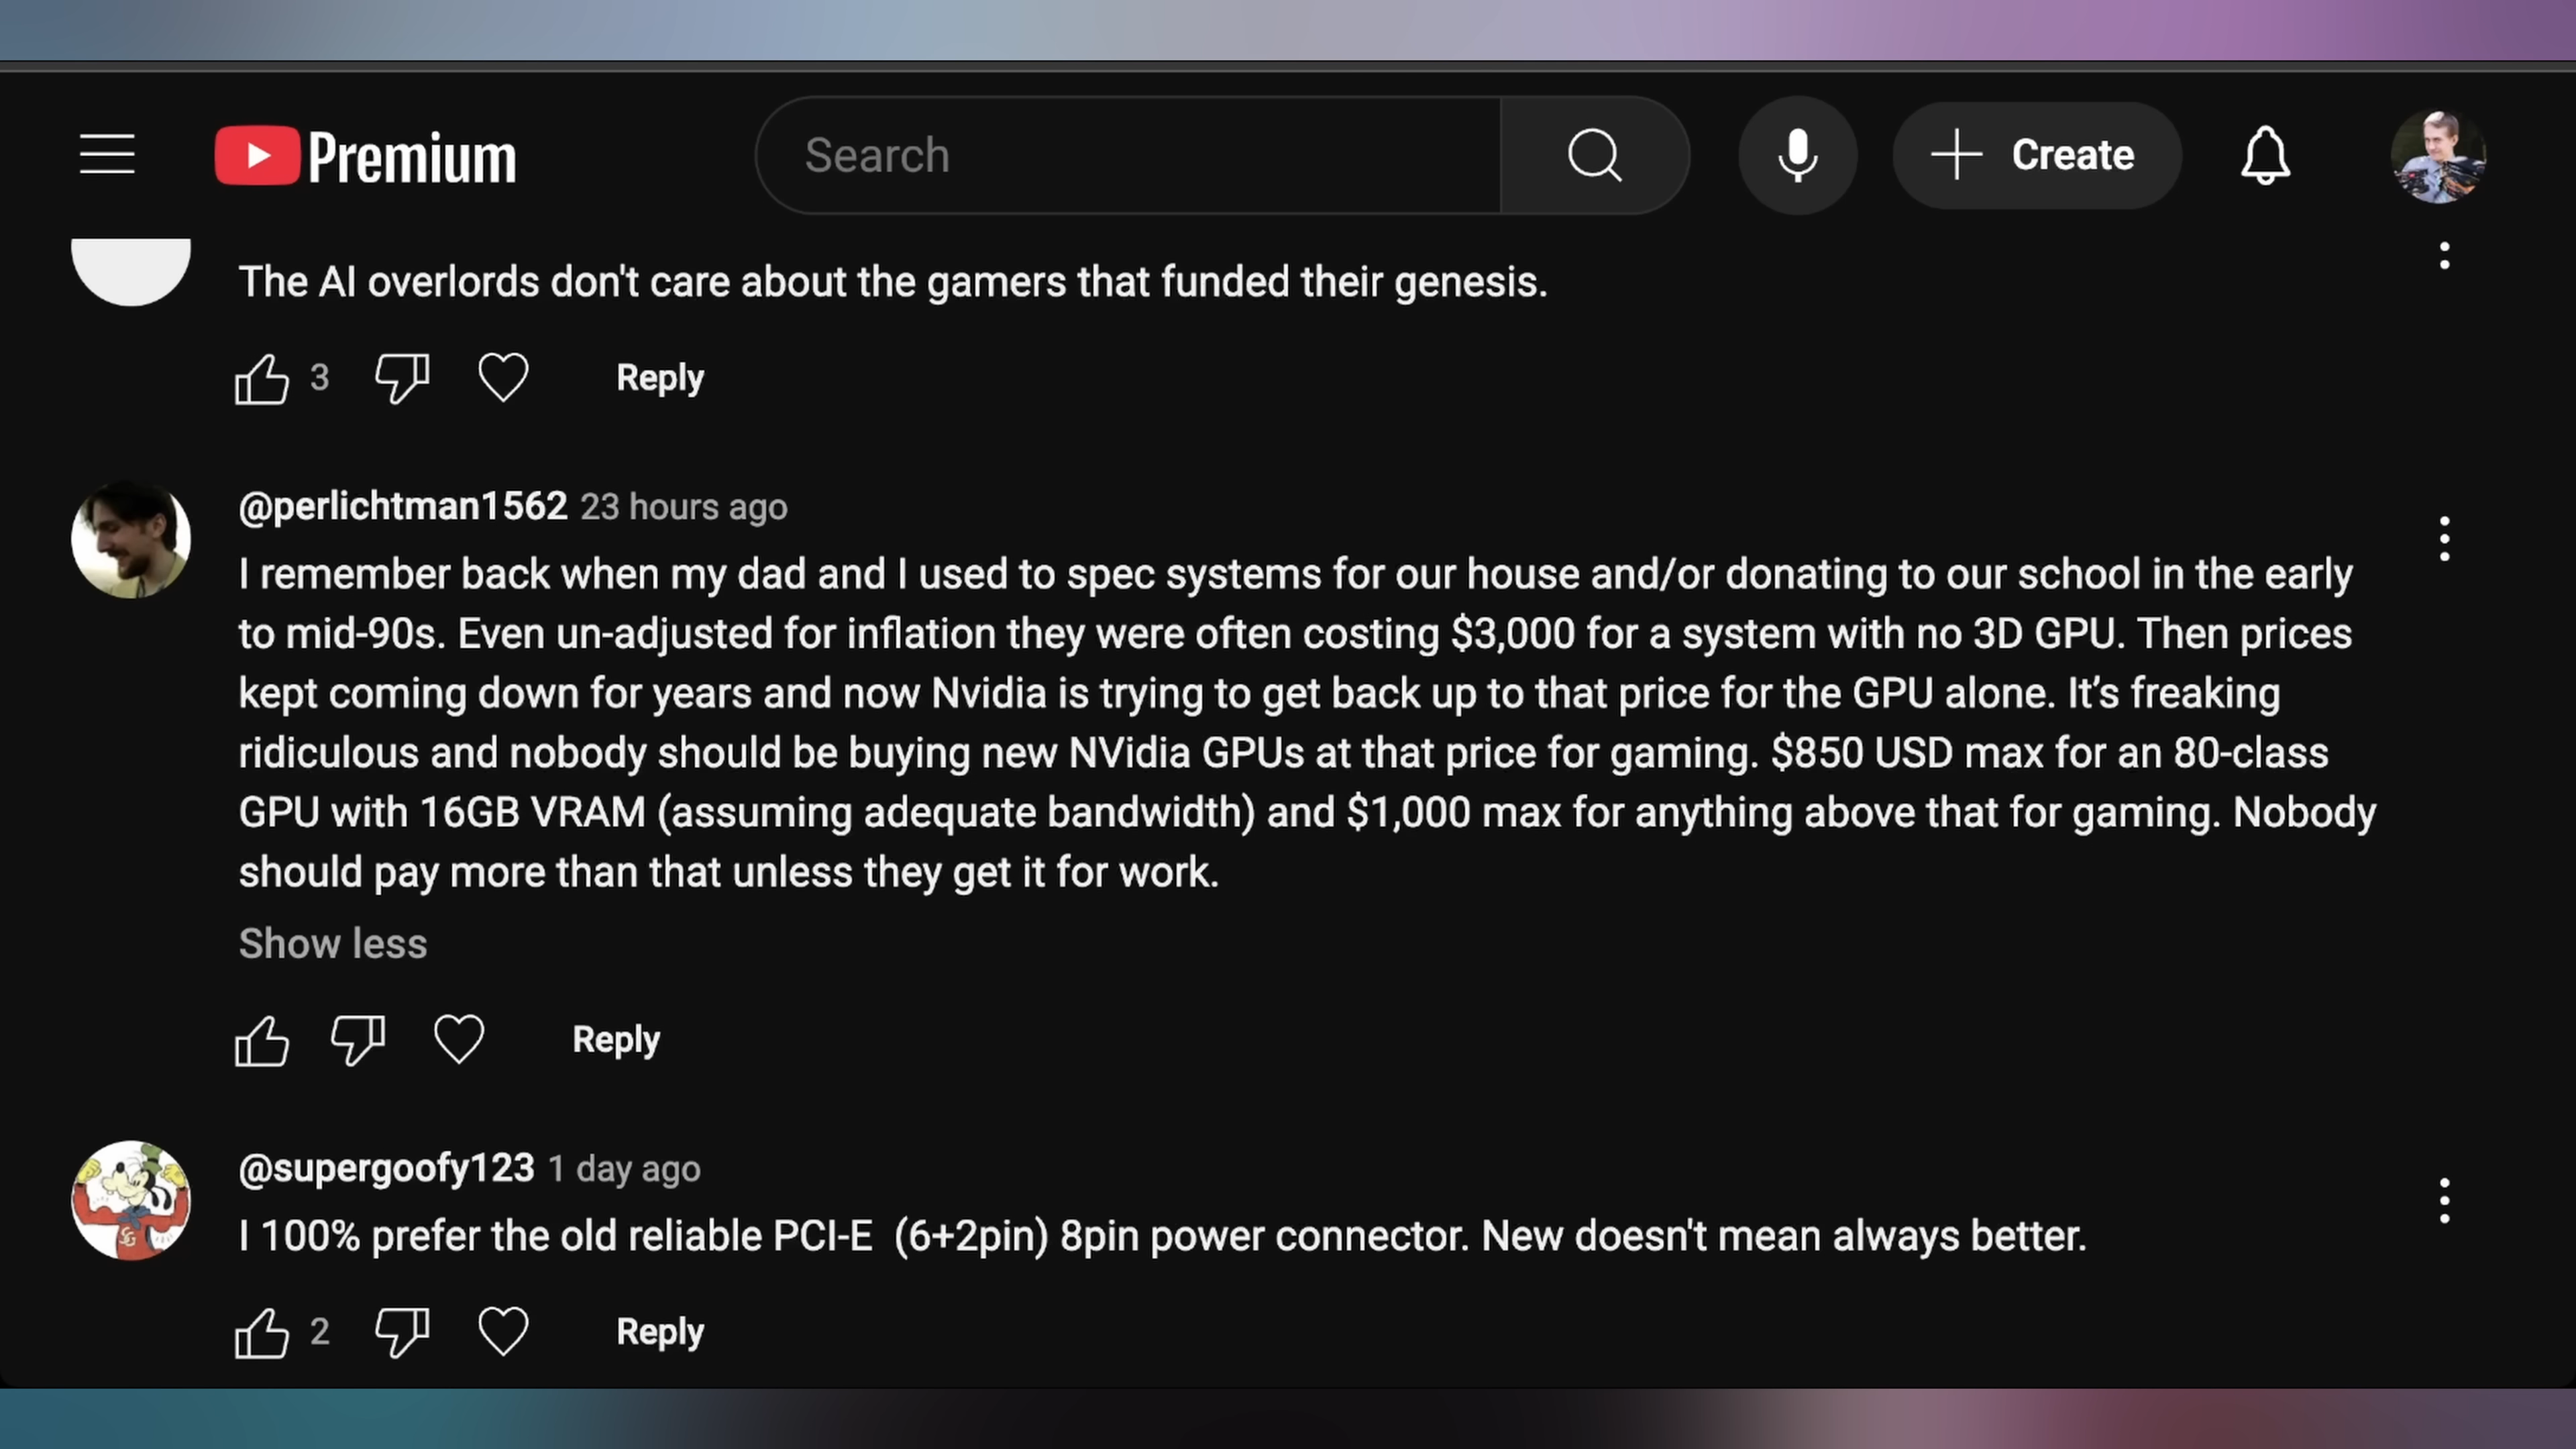 Premium
Search
Create
The AI overlords don't care about the gamers that funded their genesis.
3
Reply
@perlichtman1562 23 hours ago
I remember back when my dad and I used to spec systems for our house and/or donating to our school in the early
to mid-90s. Even un-adjusted for inflation they were often costing $3,000 for a system with no 3D GPU. Then prices
kept coming down for years and now Nvidia is trying to get back up to that price for the GPU alone. It’s freaking
ridiculous and nobody should be buying new NVidia GPUs at that price for gaming. $850 USD max for an 80-class
GPU with 16GB VRAM (assuming adequate bandwidth) and $1,000 max for anything above that for gaming. Nobody
should pay more than that unless they get it for work.
Show less
Reply
@supergoofy123 1 day ago
I 100% prefer the old reliable PCI-E  (6+2pin) 8pin power connector. New doesn't mean always better.
2
Reply